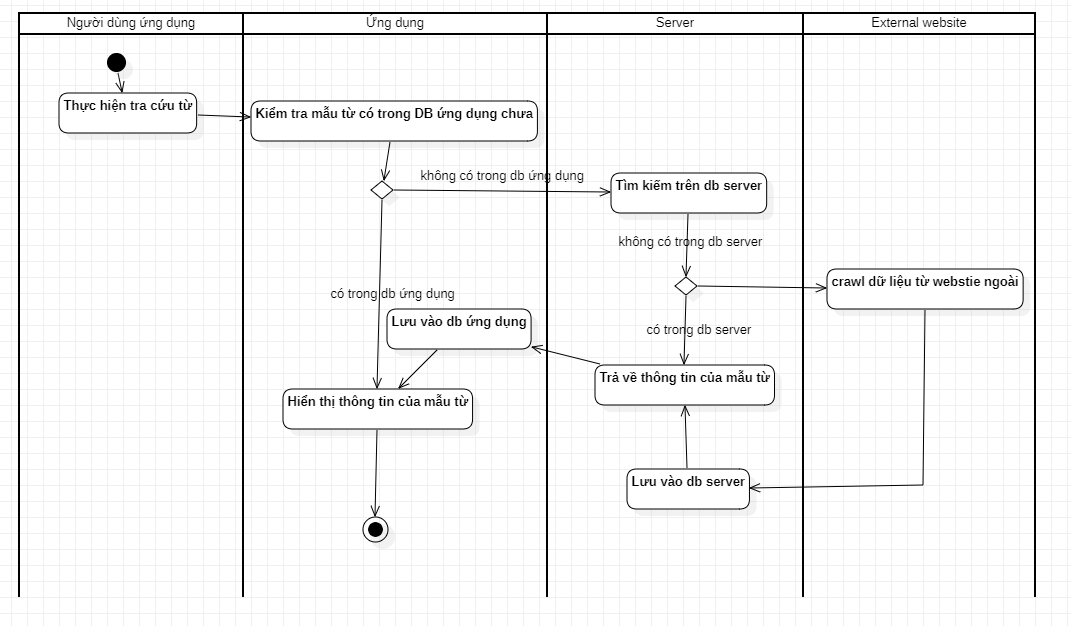 Người dùng ứng dụng
Ứng dụng
Server
External website
Thực hiện tra cứu từ
Kiểm tra mẫu từ có trong DB ứng dụng chưa
không có trong db ứng dụng
Tìm kiếm trên db server
không có trong db server
crawl dữ liệu từ webstie ngoài
có trong db ứng dụng
Lưu vào db ứng dụng
có trong db server
Trả về thông tin của mẫu từ
Hiển thị thông tin của mẫu từ
Lưu vào db server